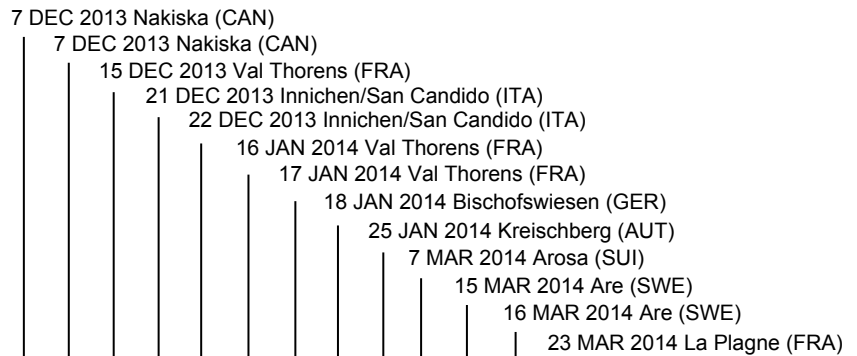 7 DEC 2013 Nakiska (CAN)
7 DEC 2013 Nakiska (CAN)
15 DEC 2013 Val Thorens (FRA)
21 DEC 2013 Innichen/San Candido (ITA)
22 DEC 2013 Innichen/San Candido (ITA)
16 JAN 2014 Val Thorens (FRA)
17 JAN 2014 Val Thorens (FRA)
18 JAN 2014 Bischofswiesen (GER)
25 JAN 2014 Kreischberg (AUT)
7 MAR 2014 Arosa (SUI)
15 MAR 2014 Are (SWE)
16 MAR 2014 Are (SWE)
23 MAR 2014 La Plagne (FRA)